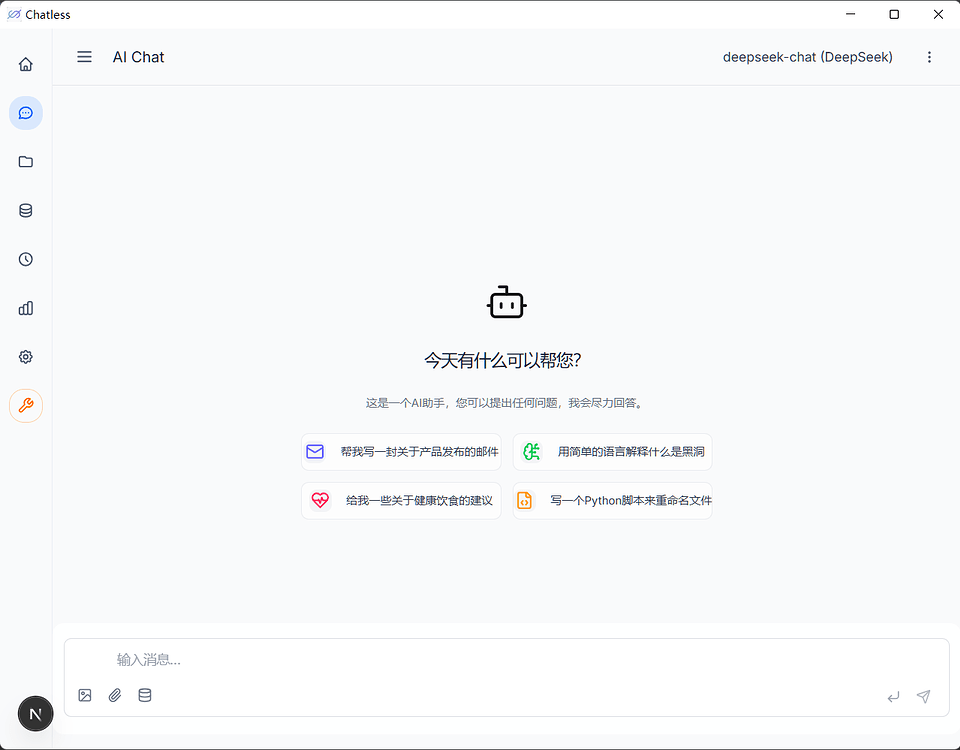 Chatless
AI Chat
deepseek-chat (DeepSeek)
今天有什么可以帮您?
这是一个AI助手，您可以提出任何问题，我会尽力回答。
帮我写一封关于产品发布的邮件
用简单的语言解释什么是黑洞
给我一些关于健康饮食的建议
写一个Python脚本来重命名文件
输入消息...
N